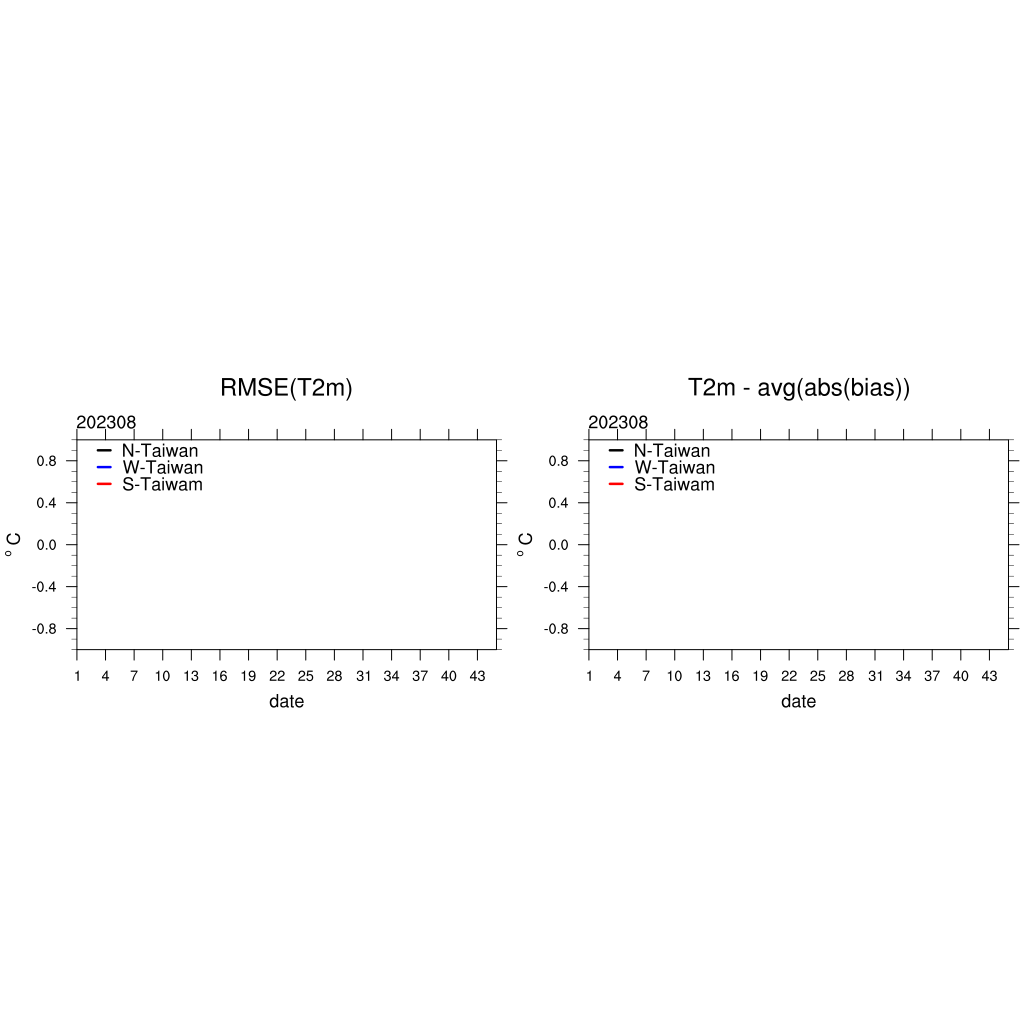 RMSE(T2m)
202308
N-Taiwan
W-Taiwan
S-Taiwam
0.8
0.4
0.0
-0.4
-0.8
° C
1 4 7 10 13 16 19 22 25 28 31 34 37 40 43
date
T2m - avg(abs(bias))
202308
N-Taiwan
W-Taiwan
S-Taiwam
0.8
0.4
0.0
-0.4
-0.8
° C
1 4 7 10 13 16 19 22 25 28 31 34 37 40 43
date